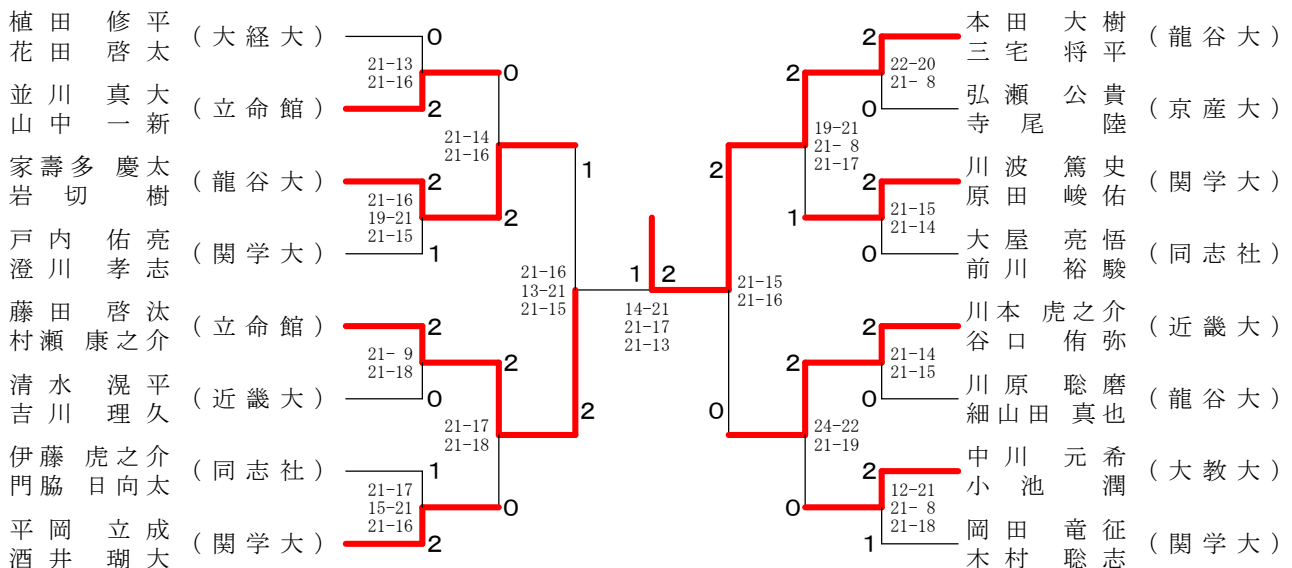 植田 修平
花田 啓太
(大経大)
0
21-13
21-16
並川 真大
山中 一新
(立命館)
2
0
21-14
21-16
家壽多 慶太
岩切 樹
(龍谷大)
2
21-16
19-21
21-15
2
戸内 佑亮
澄川 孝志
(関学大)
1
1
21-16
13-21
21-15
藤田 啓汰
村瀬 康之介
(立命館)
2
21- 9
21-18
2
清水 滉平
吉川 理久
(近畿大)
0
21-17
21-18
2
伊藤 虎之介
門脇 日向太
(同志社)
1
21-17
15-21
21-16
0
平岡 立成
酒井 瑚大
(関学大)
2
1 2
14-21
21-17
21-13
本田 大樹
三宅 将平
(龍谷大)
2
22-20
21- 8
2
弘瀬 公貴
寺尾 陸
(京産大)
0
19-21
21- 8
21-17
2
川波 篤史
原田 峻佑
(関学大)
2
21-15
21-14
1
大屋 亮悟
前川 裕駿
(同志社)
0
21-15
21-16
川本 虎之介
谷口 侑弥
(近畿大)
2
21-14
21-15
2
川原 聡磨
細山田 真也
(龍谷大)
0
0
24-22
21-19
中川 元希
小池 潤
(大教大)
2
12-21
21- 8
21-18
0
岡田 竜征
木村 聡志
(関学大)
1